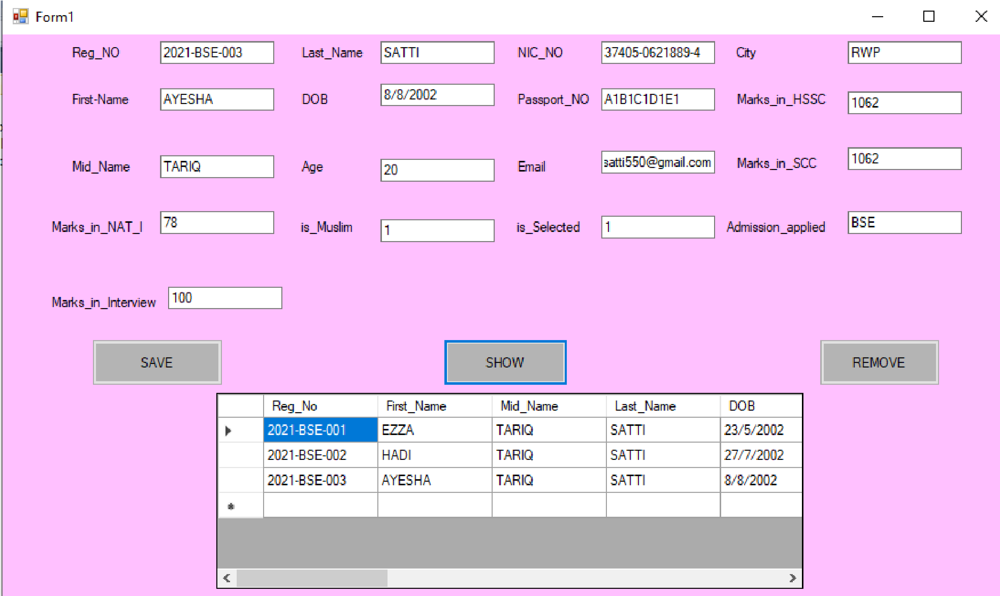 Form1
Reg_NO 2021-BSE-003 Last_Name SATTI NIC_NO 37405-0621889-4 City RWP
First-Name AYESHA DOB 8/8/2002 Passport_NO A1B1C1D1E1 Marks_in_HSSC 1062
Mid_Name TARIQ Age 20 Email satti550@gmail.com Marks_in_SCC 1062
Marks_in_NAT_I 78 is_Muslim 1 is_Selected 1 Admission_applied BSE
Marks_in_Interview 100
SAVE SHOW REMOVE
Reg_No First_Name Mid_Name Last_Name DOB
2021-BSE-001 EZZA TARIQ SATTI 23/5/2002
2021-BSE-002 HADI TARIQ SATTI 27/7/2002
2021-BSE-003 AYESHA TARIQ SATTI 8/8/2002